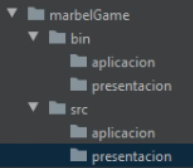 marbelGame
bin
aplicacion
presentacion
src
aplicacion
presentacion